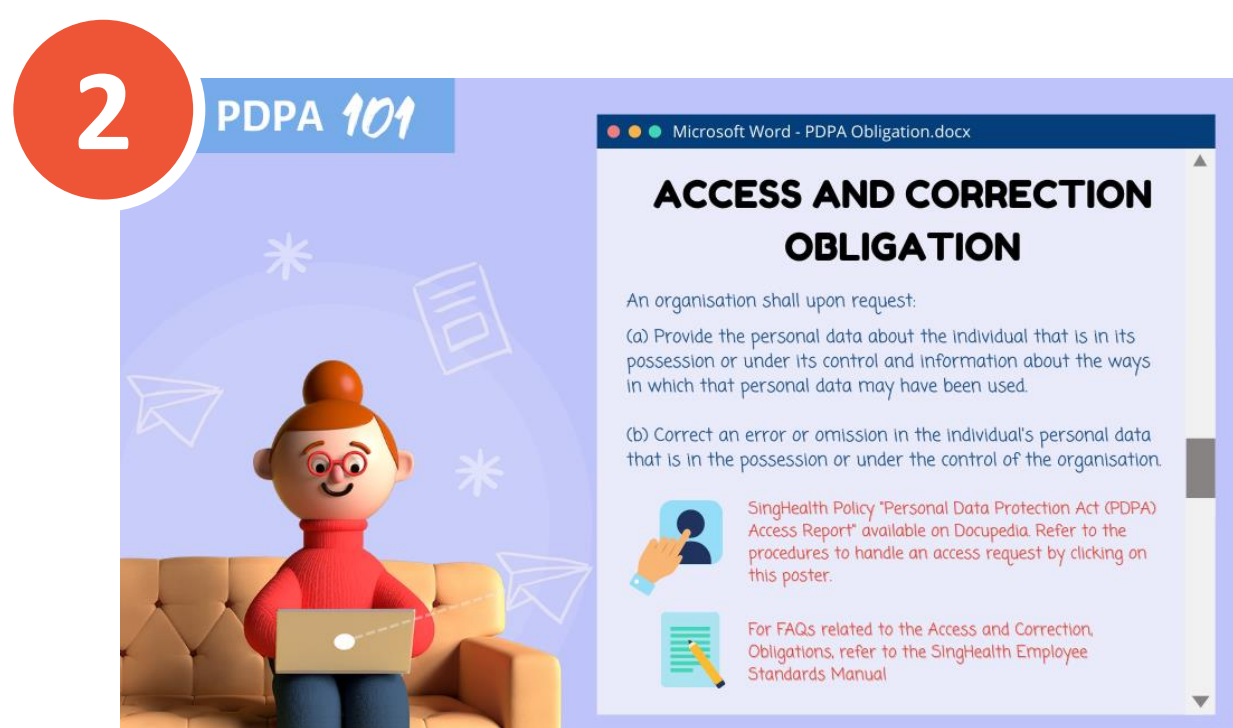 2
PDPA 101
Microsoft Word - PDPA Obligation.docx
ACCESS AND CORRECTION
OBLIGATION
An organisation shall upon request:
(a) Provide the personal data about the individual that is in its
possession or under its control and information about the ways
in which that personal data may have been used.
(b) Correct an error or omission in the individual's personal data
that is in the possession or under the control of the organisation.
SingHealth Policy "Personal Data Protection Act (PDPA)
Access Report" available on Docupedia. Refer to the
procedures to handle an access request by clicking on
this poster.
For FAQs related to the Access and Correction,
Obligations, refer to the SingHealth Employee
Standards Manual